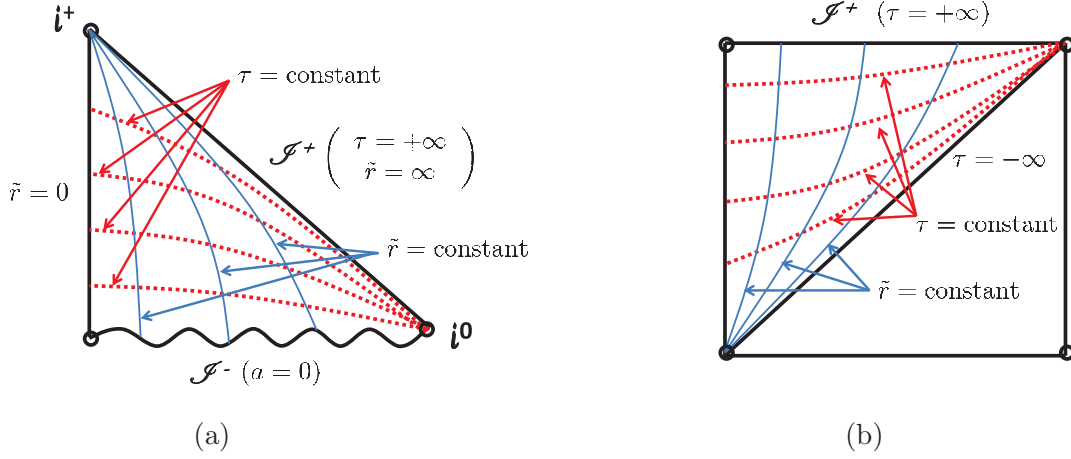 i⁺
τ = constant
𝓘⁺ ( τ = +∞
r̃ = ∞ )
r̃ = 0
r̃ = constant
i⁰
𝓘⁻ (a = 0)
(a)
𝓘⁺ (τ = +∞)
τ = −∞
τ = constant
r̃ = constant
(b)